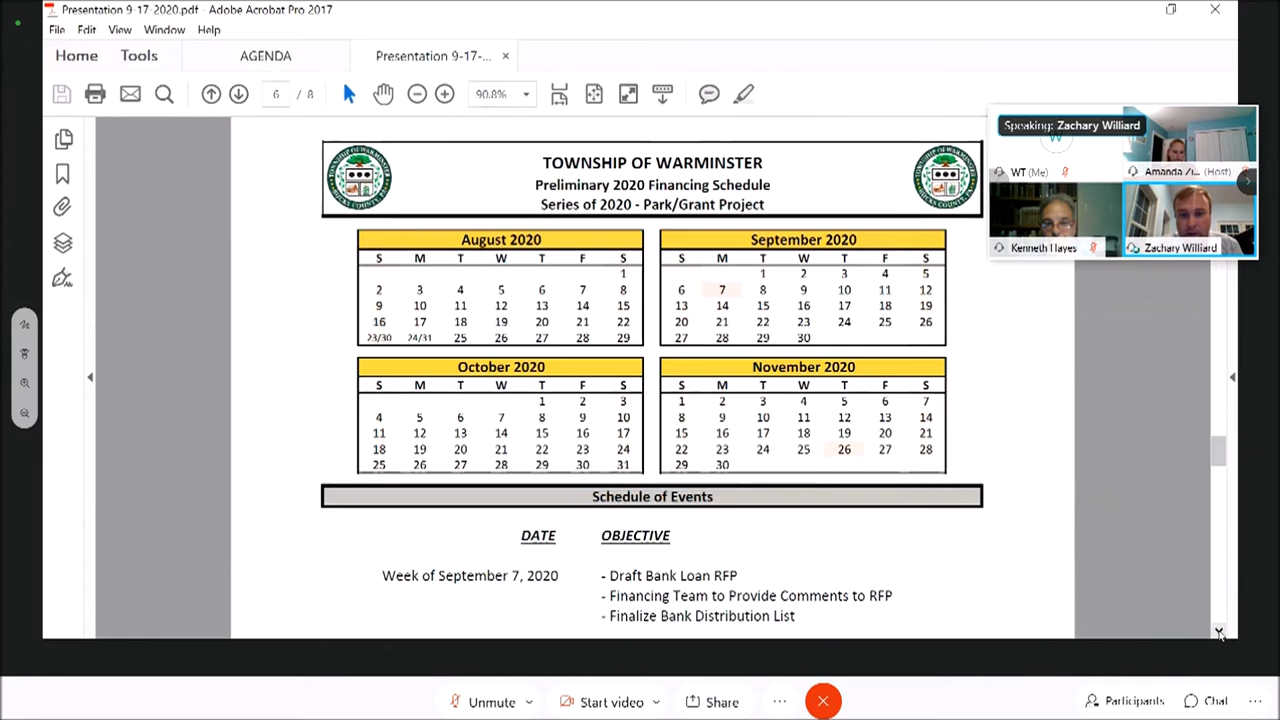 Presentation 9-17-2020.pdf - Adobe Acrobat Pro 2017
File Edit View Window Help
Home Tools AGENDA Presentation 9-17-... ×
6 / 8 90.8%
Speaking: Zachary Williard
WT (Me) Amanda Zi... (Host)
Kenneth Hayes Zachary Williard
TOWNSHIP OF WARMINSTER
Preliminary 2020 Financing Schedule
Series of 2020 - Park/Grant Project
August 2020
S M T W T F S
1
2 3 4 5 6 7 8
9 10 11 12 13 14 15
16 17 18 19 20 21 22
23/30 24/31 25 26 27 28 29
September 2020
S M T W T F S
1 2 3 4 5
6 7 8 9 10 11 12
13 14 15 16 17 18 19
20 21 22 23 24 25 26
27 28 29 30
October 2020
S M T W T F S
1 2 3
4 5 6 7 8 9 10
11 12 13 14 15 16 17
18 19 20 21 22 23 24
25 26 27 28 29 30 31
November 2020
S M T W T F S
1 2 3 4 5 6 7
8 9 10 11 12 13 14
15 16 17 18 19 20 21
22 23 24 25 26 27 28
29 30
Schedule of Events
DATE OBJECTIVE
Week of September 7, 2020 - Draft Bank Loan RFP
- Financing Team to Provide Comments to RFP
- Finalize Bank Distribution List
Unmute Start video Share ... Participants Chat ...